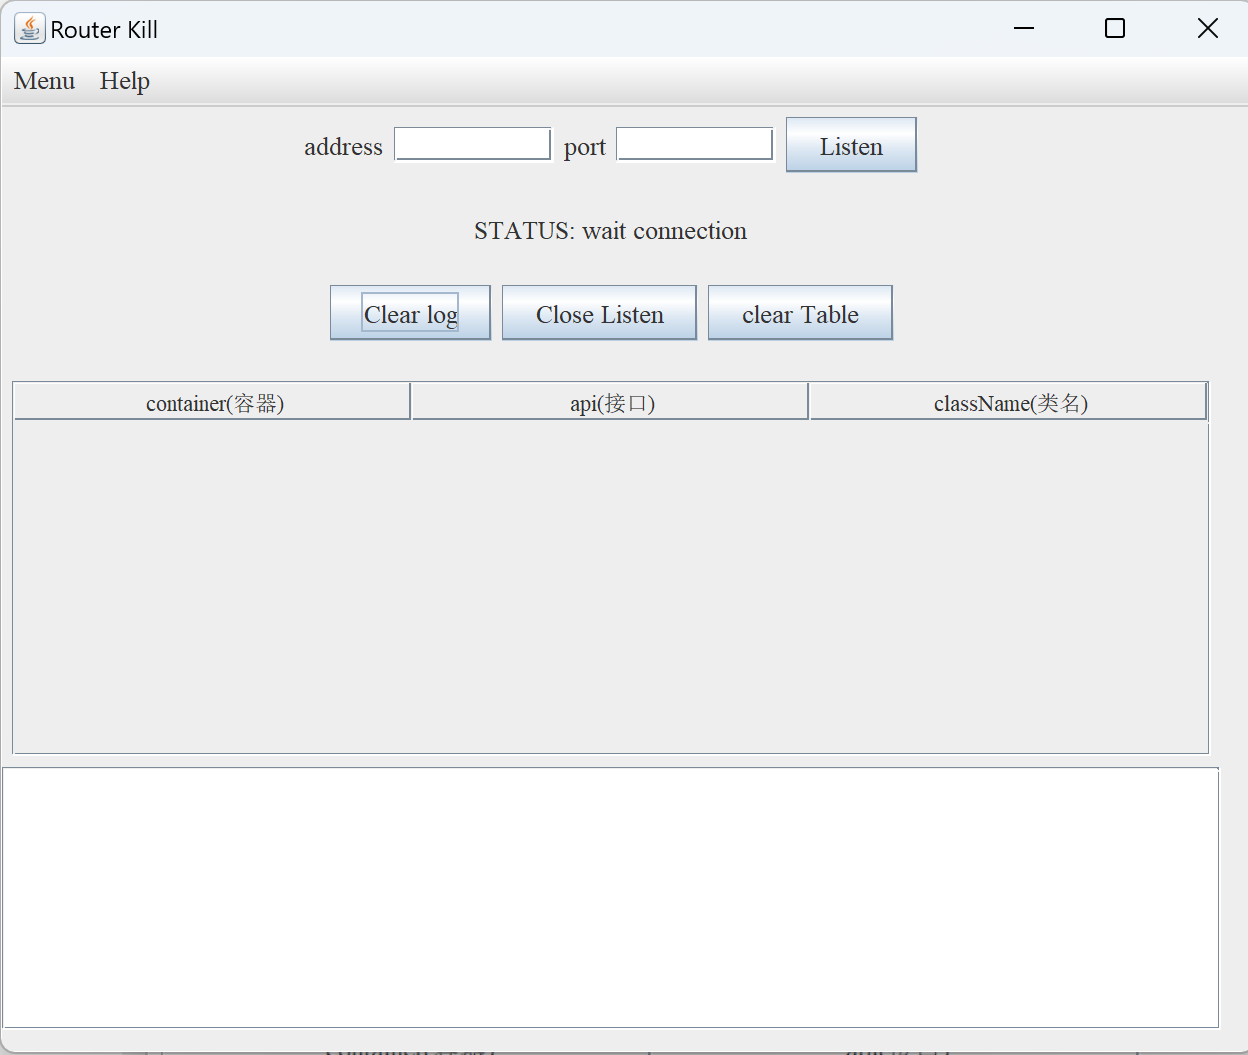 Router Kill
Menu Help
address port Listen
STATUS: wait connection
Clear log Close Listen clear Table
container(容器) api(接口) className(类名)